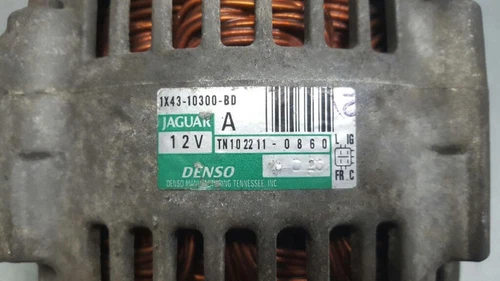 1X43-10300-BD
JAGUAR A
12V TN102211-0860
L IG
FR C
DENSO
DENSO MANUFACTURING TENNESSEE, INC.